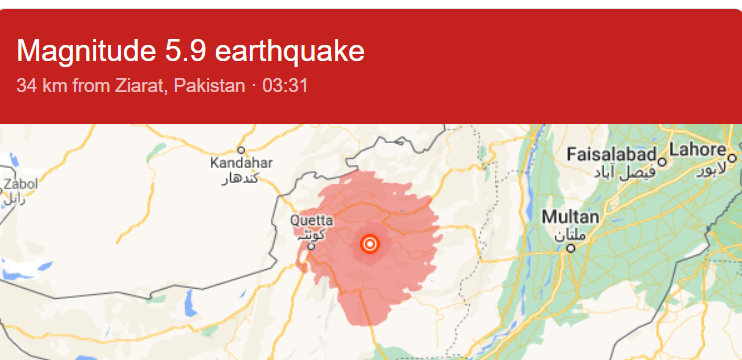 Magnitude 5.9 earthquake
34 km from Ziarat, Pakistan · 03:31
Kandahar
كندهار
Faisalabad
فیصل آباد
Lahore
لاہور
Zabol
زابل
Quetta
کوئٹہ
Multan
ملتان